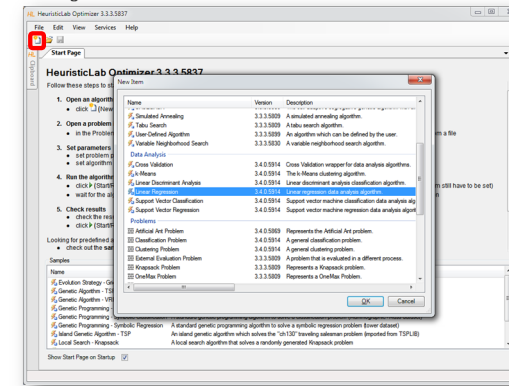 HeuristicLab Optimizer 3.3.3.5837
File Edit View Services Help
Start Page
Clipboard
HeuristicLab Optimizer 3.3.3.5837
Follow these steps to st
1. Open an algorith
click (New
2. Open a problem
in the Problem
m a file
3. Set parameters
set problem p
set algorithm
4. Run the algorithm
click (Start/F
m still have to be set)
wait for the alg
5. Check results
check the res
click (Start/F
Looking for predefined a
check out the sar
Samples
Name
Evolution Strategy - Gri
Genetic Algorithm - TSP
Genetic Algorithm - VRP
Genetic Programming -
Genetic Programming - Symbolic Regression A standard genetic programming algorithm to solve a symbolic regression problem (tower dataset)
Island Genetic Algorithm - TSP An island genetic algorithm which solves the "ch130" traveling salesman problem (imported from TSPLIB)
Local Search - Knapsack A local search algorithm that solves a randomly generated Knapsack problem.
Show Start Page on Startup
New Item
Name Version Description
Simulated Annealing 3.3.3.5809 A simulated annealing algorithm.
Tabu Search 3.3.3.5809 A tabu search algorithm.
User-Defined Algorithm 3.3.3.5899 An algorithm which can be defined by the user.
Variable Neighborhood Search 3.3.3.5830 A variable neighborhood search algorithm.
Data Analysis
Cross Validation 3.4.0.5914 Cross Validation wrapper for data analysis algorithms.
k-Means 3.4.0.5914 The k-Means clustering algorithm.
Linear Discriminant Analysis 3.4.0.5914 Linear discriminant analysis classification algorithm.
Linear Regression 3.4.0.5914 Linear regression data analysis algorithm.
Support Vector Classification 3.4.0.5914 Support vector machine classification data analysis alg
Support Vector Regression 3.4.0.5914 Support vector machine regression data analysis algorit
Problems
Artificial Ant Problem 3.4.0.5869 Represents the Artificial Ant Problem.
Classification Problem 3.4.0.5914 A general classification problem.
Clustering Problem 3.4.0.5914 A general clustering problem.
External Evaluation Problem 3.3.3.5809 A problem that is evaluated in a different process.
Knapsack Problem 3.3.3.5809 Represents a Knapsack Problem.
OneMax Problem 3.3.3.5809 Represents a OneMax Problem.
OK Cancel